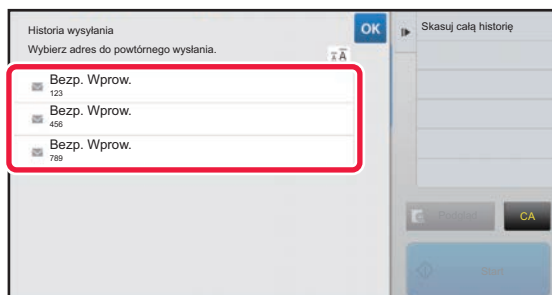 Historia wysyłania
OK
Skasuj całą historię
Wybierz adres do powtórnego wysłania.
Bezp. Wprow.
123
Bezp. Wprow.
456
Bezp. Wprow.
789
CA